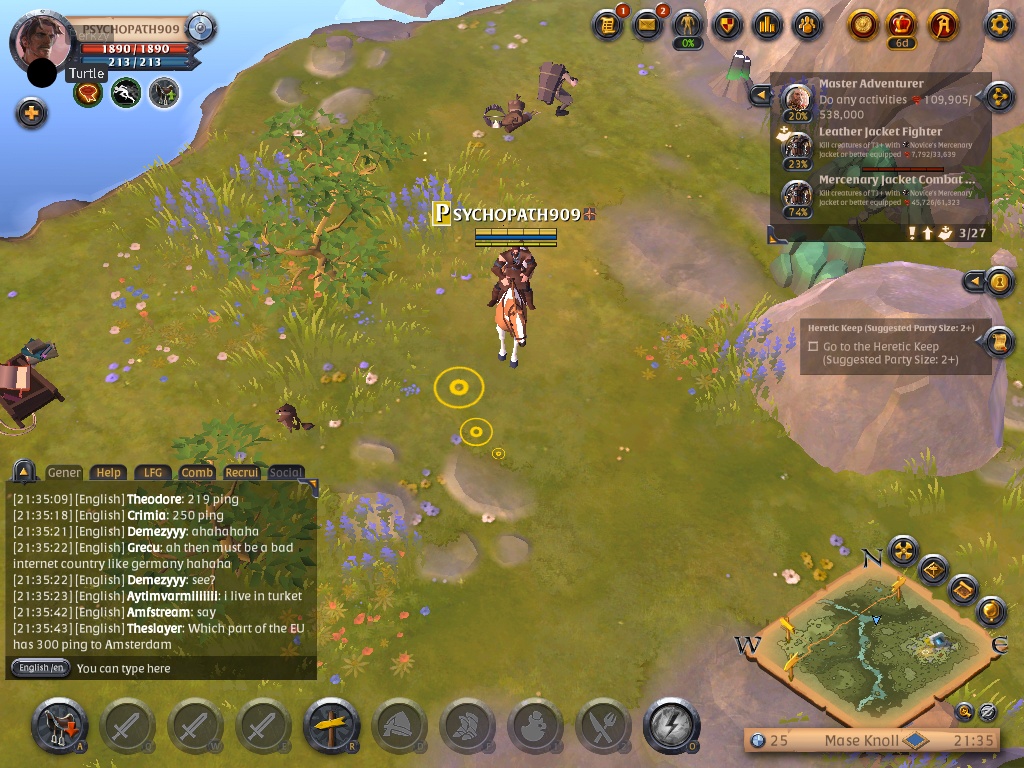 PSYCHOPATH909
1890/1890
213/213
Turtle
1
2
0%
6d
Master Adventurer
Do any activities 109,905/
538,000
20%
Leather Jacket Fighter
Kill creatures of T3+ with Novice's Mercenary
Jacket or better equipped 7,792/33,639
23%
Mercenary Jacket Combat ...
Kill creatures of T3+ with Novice's Mercenary
Jacket or better equipped 45,726/61,323
74%
3/27
PSYCHOPATH909
Heretic Keep (Suggested Party Size: 2+)
Go to the Heretic Keep
(Suggested Party Size: 2+)
Gener Help LFG Comb Recrui Social
[21:35:09] [English] Theodore: 219 ping
[21:35:18] [English] Crimia: 250 ping
[21:35:21] [English] Demezyyy: ahahahaha
[21:35:22] [English] Grecu: ah then must be a bad
internet country like germany hahaha
[21:35:22] [English] Demezyyy: see?
[21:35:23] [English] Aytimvarmiiiiiii: i live in turket
[21:35:42] [English] Amfstream: say
[21:35:43] [English] Theslayer: Which part of the EU
has 300 ping to Amsterdam
English /en You can type here
N
W
E
A Q W E R D F O
25 Mase Knoll 21:35